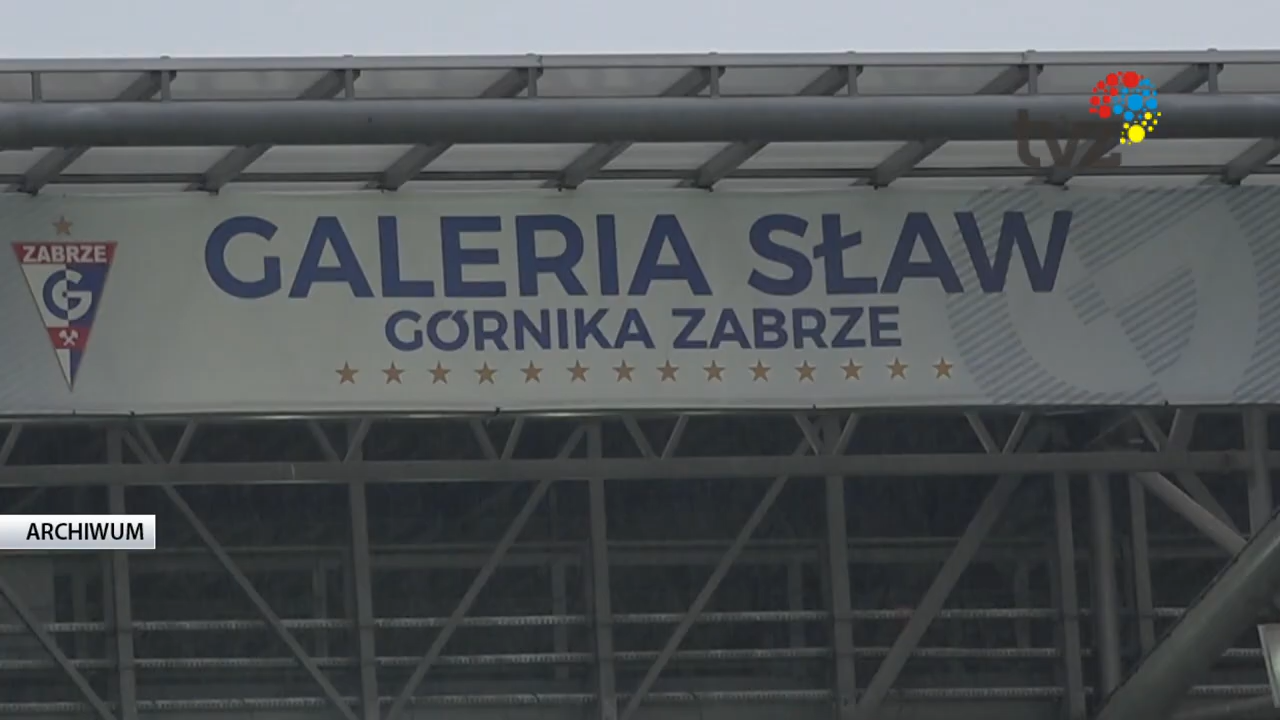 tvz
GALERIA SŁAW
ZABRZE
G
GÓRNIKA ZABRZE
ARCHIWUM